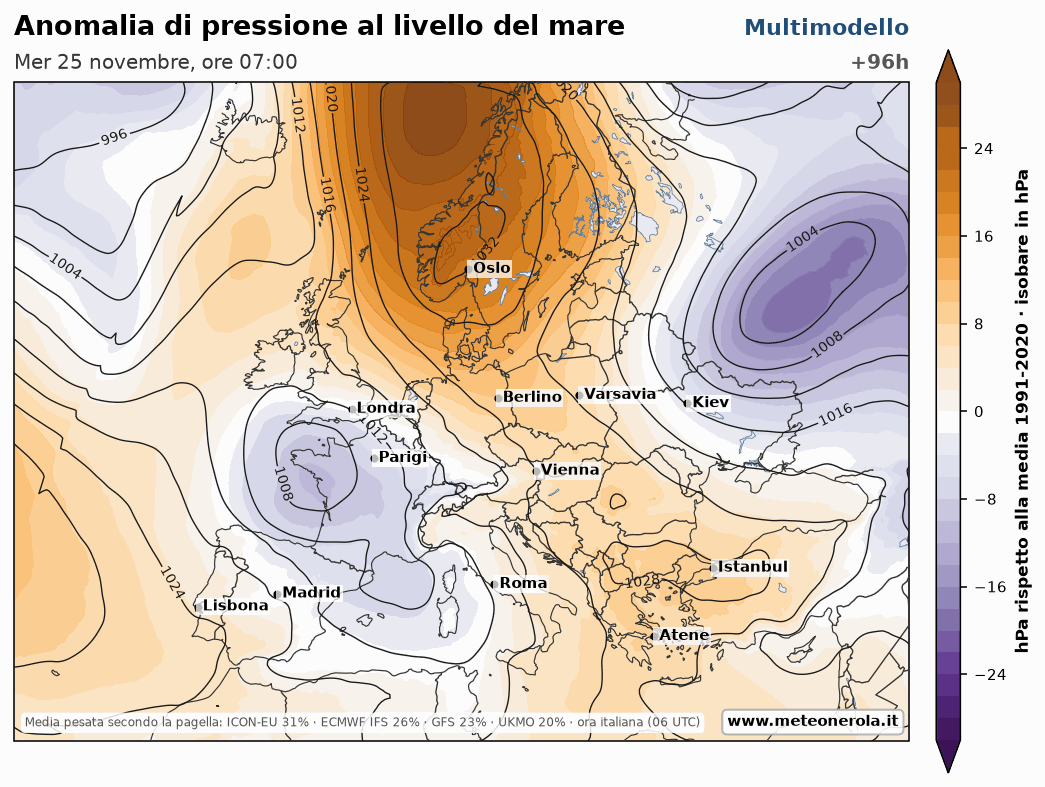 Anomalia di pressione al livello del mare
Multimodello
Mer 25 novembre, ore 07:00
+96h
996
1012
1020
020
1016
1024
1004
1032
Oslo
1004
1008
1016
Londra
1012
Parigi
1008
Berlino
Varsavia
Kiev
Vienna
1024
Lisbona
Madrid
Roma
1028
Istanbul
Atene
24
16
8
0
−8
−16
−24
hPa rispetto alla media 1991-2020 · isobare in hPa
Media pesata secondo la pagella: ICON-EU 31% · ECMWF IFS 26% · GFS 23% · UKMO 20% · ora italiana (06 UTC)
www.meteonerola.it